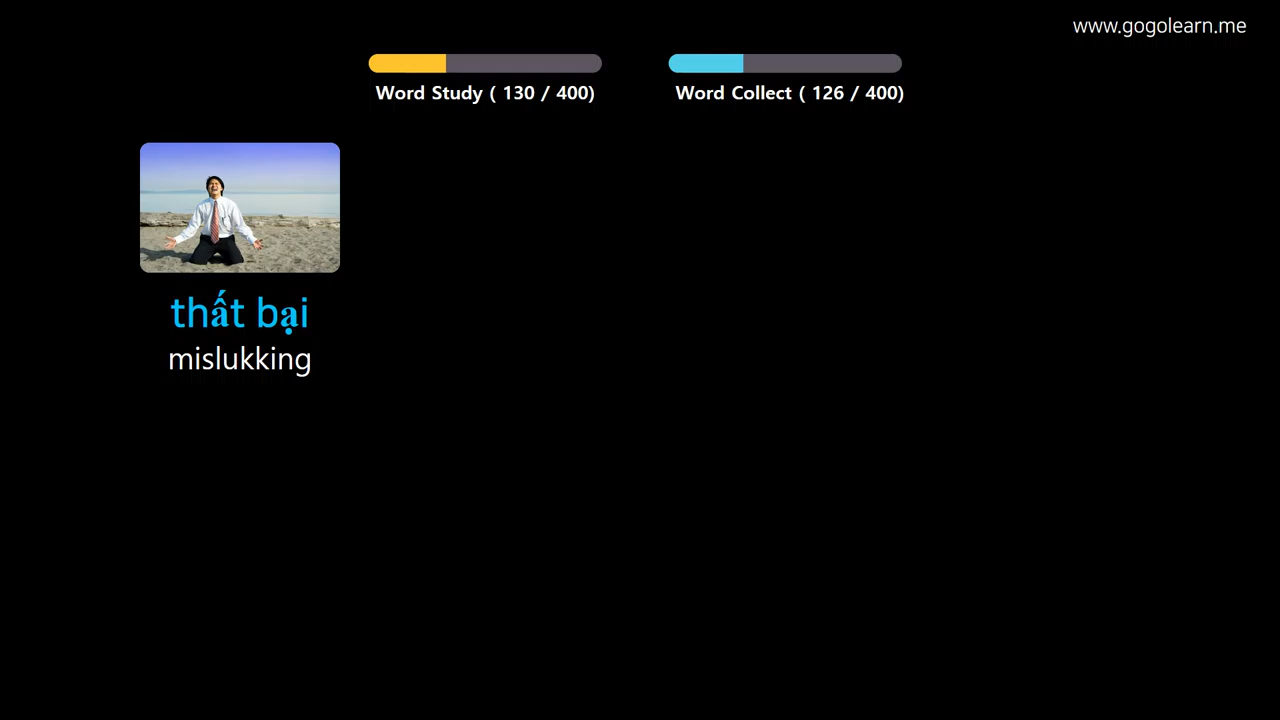 www.gogolearn.me
Word Study ( 130 / 400)
Word Collect ( 126 / 400)
thất bại
mislukking